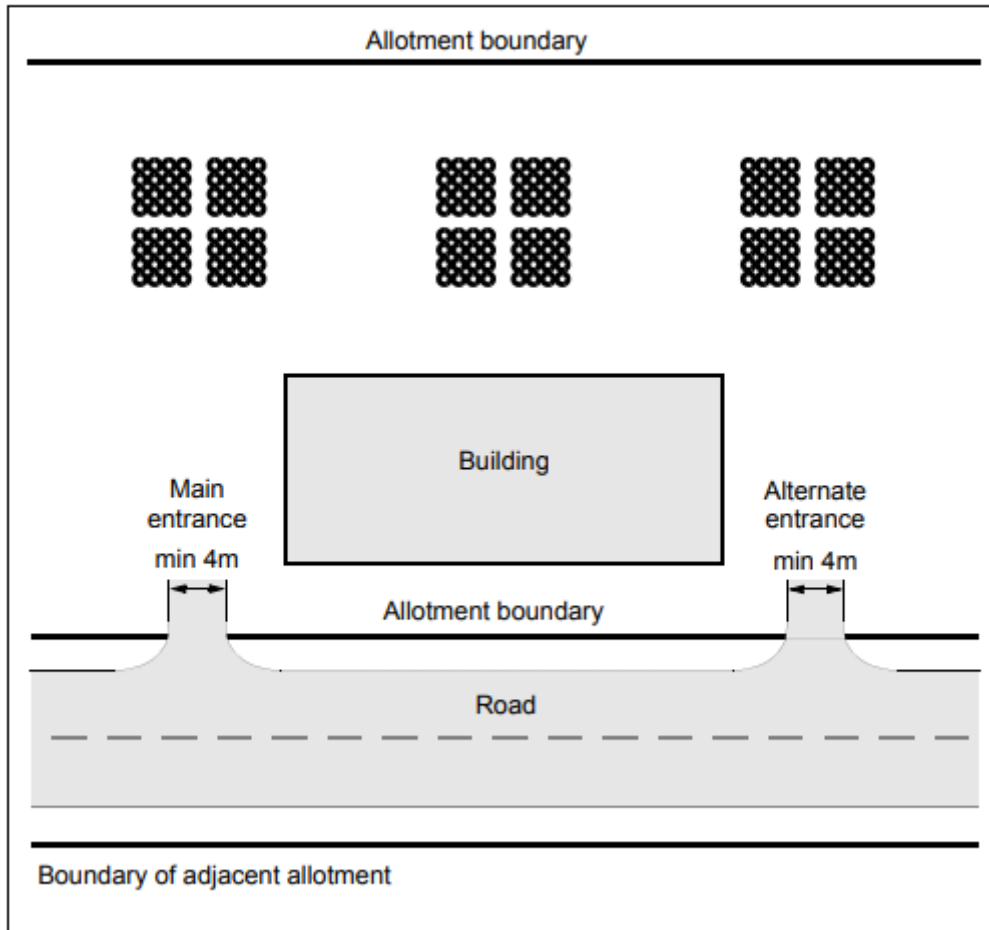 Allotment boundary
Building
Main
entrance
min 4m
Alternate
entrance
min 4m
Allotment boundary
Road
Boundary of adjacent allotment